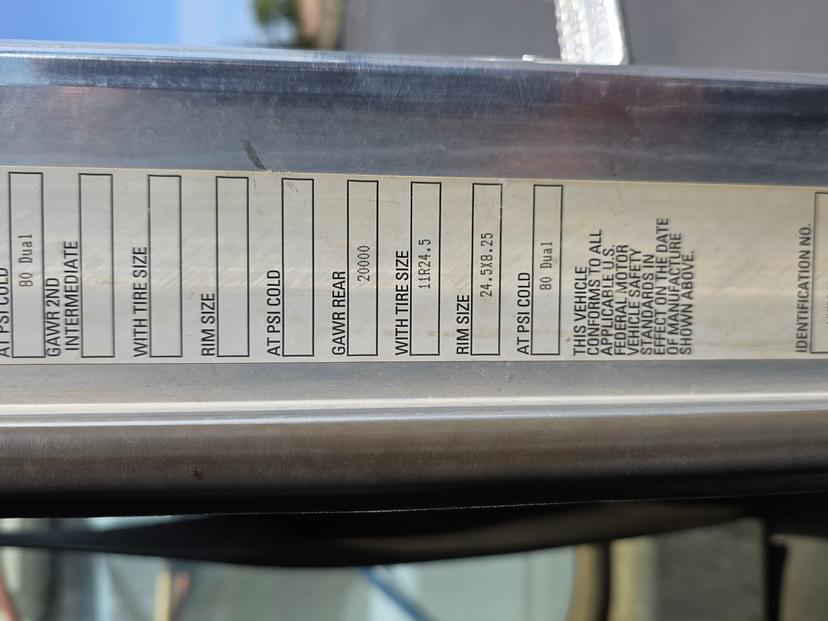 AT PSI COLD
80 Dual
GAWR 2ND
INTERMEDIATE
WITH TIRE SIZE
RIM SIZE
AT PSI COLD
GAWR REAR
20000
WITH TIRE SIZE
11R24.5
RIM SIZE
24.5X8.25
AT PSI COLD
80 Dual
THIS VEHICLE
CONFORMS TO ALL
APPLICABLE U.S.
FEDERAL MOTOR
VEHICLE SAFETY
STANDARDS IN
EFFECT ON THE DATE
OF MANUFACTURE
SHOWN ABOVE.
IDENTIFICATION NO.